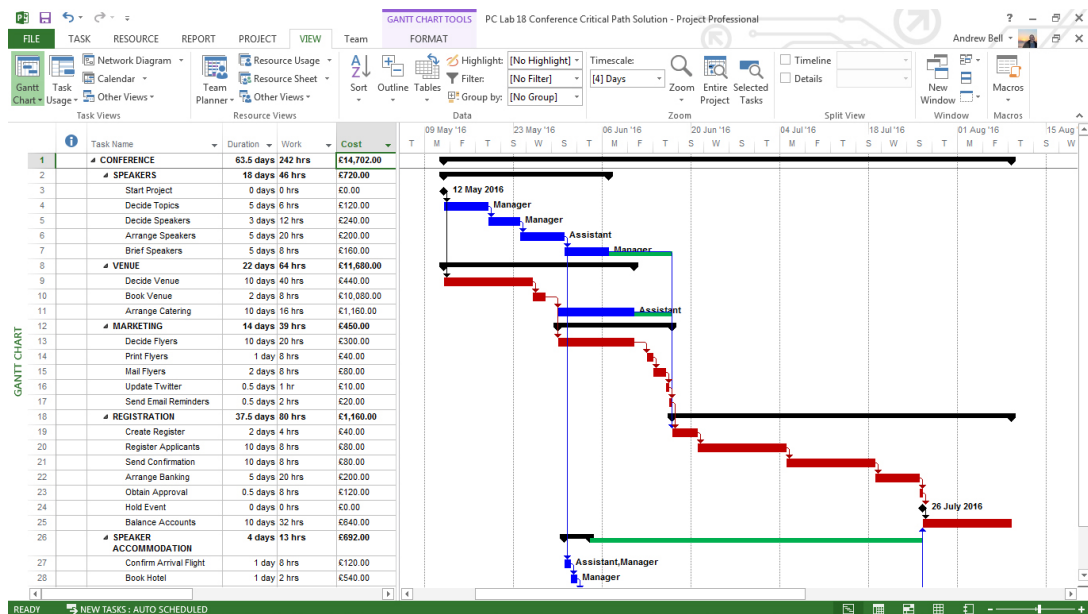 GANTT CHART TOOLS PC Lab 18 Conference Critical Path Solution - Project Professional
FILE TASK RESOURCE REPORT PROJECT VIEW Team FORMAT Andrew Bell
Gantt Chart
Task Usage
Network Diagram
Calendar
Other Views
Task Views
Team Planner
Resource Usage
Resource Sheet
Other Views
Resource Views
Sort
Outline
Tables
Highlight: [No Highlight]
Filter: [No Filter]
Group by: [No Group]
Data
Timescale:
[4] Days
Zoom
Entire Project
Selected Tasks
Zoom
Timeline
Details
Split View
New Window
Window
Macros
Macros
09 May '16 23 May '16 06 Jun '16 20 Jun '16 04 Jul '16 18 Jul '16 01 Aug '16 15 Aug
T M F T S W S T M F T S W S T M F T S W S T M F T S W
Task Name Duration Work Cost
1 CONFERENCE 63.5 days 242 hrs £14,702.00
2 SPEAKERS 18 days 46 hrs £720.00
3 Start Project 0 days 0 hrs £0.00 12 May 2016
4 Decide Topics 5 days 6 hrs £120.00 Manager
5 Decide Speakers 3 days 12 hrs £240.00 Manager
6 Arrange Speakers 5 days 20 hrs £200.00 Assistant
7 Brief Speakers 5 days 8 hrs £160.00 Manager
8 VENUE 22 days 64 hrs £11,680.00
9 Decide Venue 10 days 40 hrs £440.00
10 Book Venue 2 days 8 hrs £10,080.00
11 Arrange Catering 10 days 16 hrs £1,160.00 Assistant
12 MARKETING 14 days 39 hrs £450.00
13 Decide Flyers 10 days 20 hrs £300.00
14 Print Flyers 1 day 8 hrs £40.00
15 Mail Flyers 2 days 8 hrs £80.00
16 Update Twitter 0.5 days 1 hr £10.00
17 Send Email Reminders 0.5 days 2 hrs £20.00
18 REGISTRATION 37.5 days 80 hrs £1,160.00
19 Create Register 2 days 4 hrs £40.00
20 Register Applicants 10 days 8 hrs £80.00
21 Send Confirmation 10 days 8 hrs £80.00
22 Arrange Banking 5 days 20 hrs £200.00
23 Obtain Approval 0.5 days 8 hrs £120.00
24 Hold Event 0 days 0 hrs £0.00 26 July 2016
25 Balance Accounts 10 days 32 hrs £640.00
26 SPEAKER ACCOMMODATION 4 days 13 hrs £692.00
27 Confirm Arrival Flight 1 day 8 hrs £120.00 Assistant,Manager
28 Book Hotel 1 day 2 hrs £540.00 Manager
GANTT CHART
READY NEW TASKS : AUTO SCHEDULED